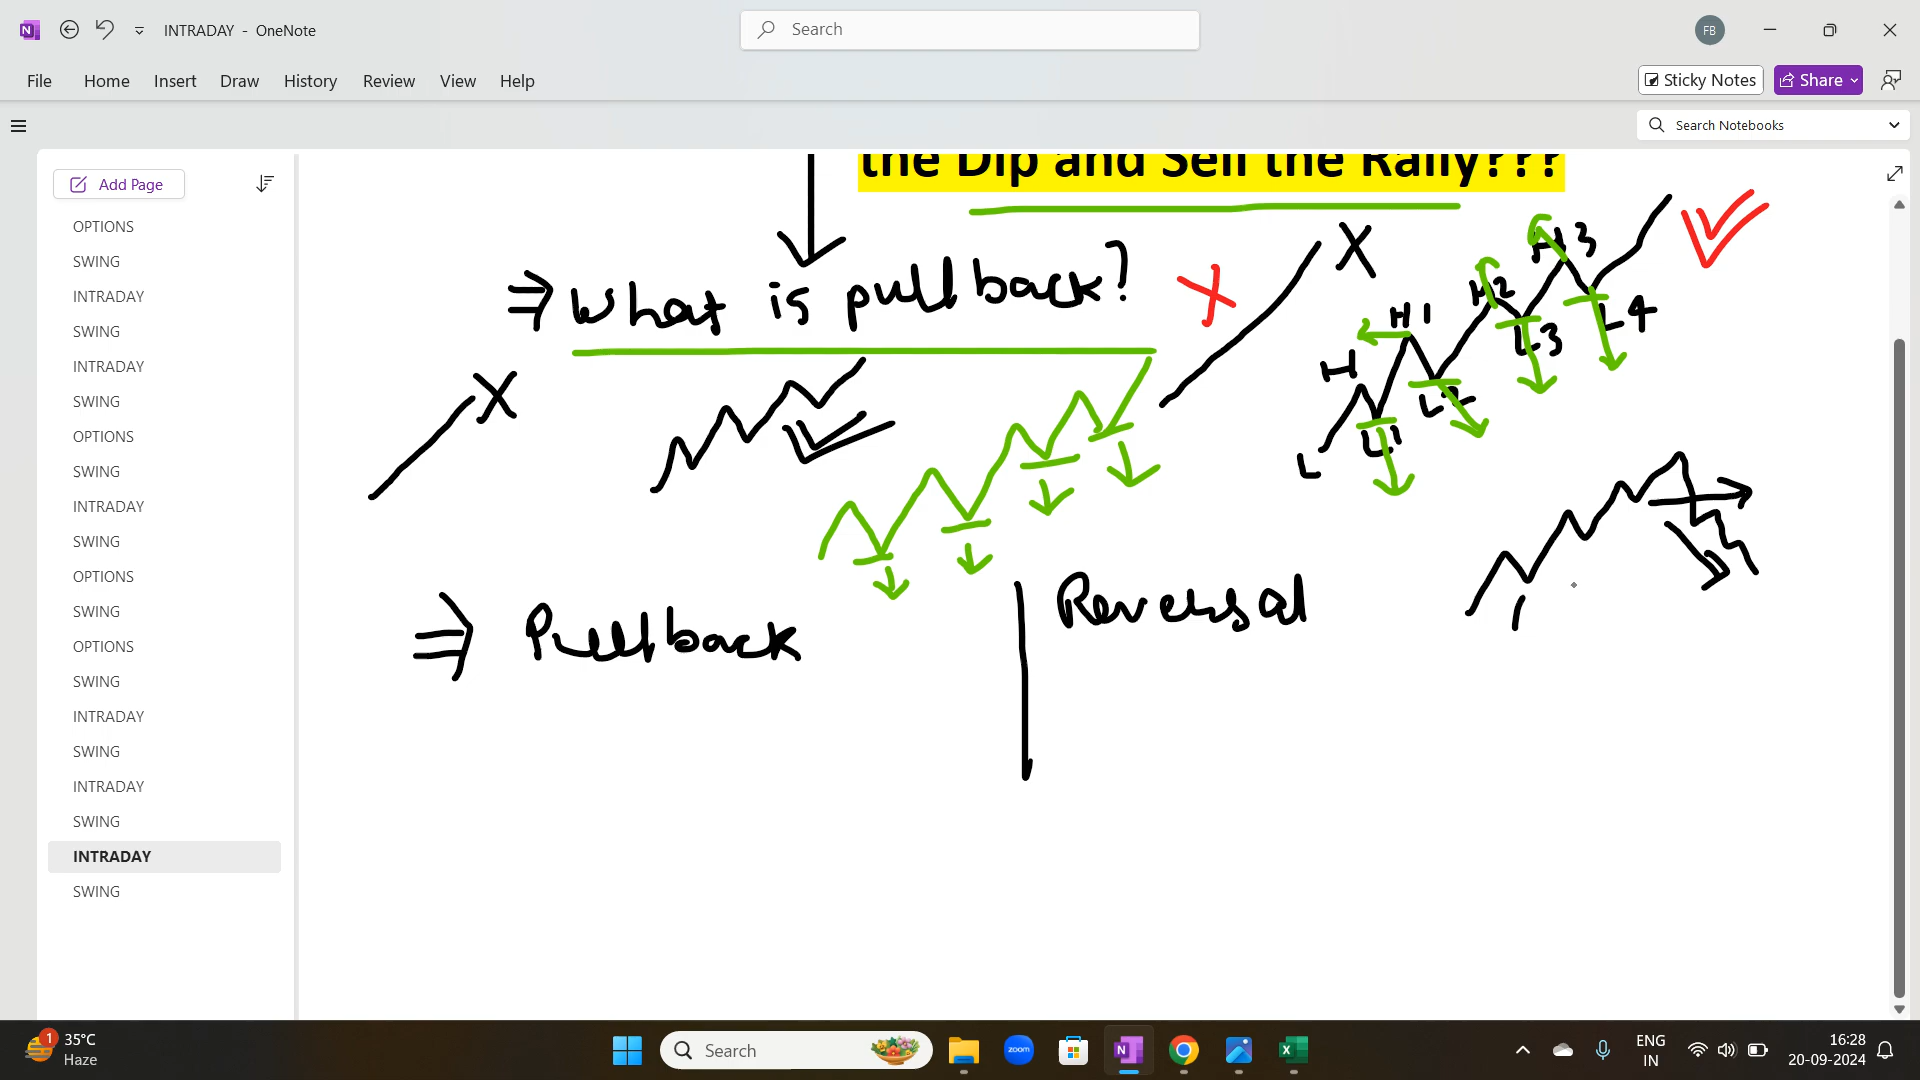 INTRADAY - OneNote
Search
FB
File
Home
Insert
Draw
History
Review
View
Help
Sticky Notes
Share
Search Notebooks
Add Page
OPTIONS
SWING
INTRADAY
SWING
INTRADAY
SWING
OPTIONS
SWING
INTRADAY
SWING
OPTIONS
SWING
OPTIONS
SWING
INTRADAY
SWING
INTRADAY
SWING
INTRADAY
SWING
the Dip and Sell the Rally???
⇒ What is pullback?
X
X
X
L
H
L1
H1
L2
H2
L3
H3
L4
⇒ Pullback
Reversal
1
35°C
Haze
Search
zoom
ENG
IN
16:28
20-09-2024